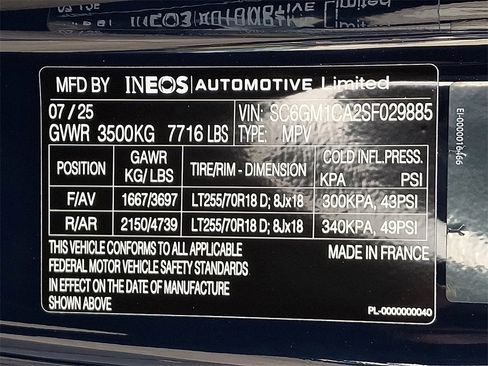 MFD BY INEOS AUTOMOTIVE Limited
07 / 25 VIN: SC6GM1CA2SF029885
GVWR 3500KG 7716 LBS TYPE: MPV
POSITION GAWR KG/ LBS TIRE/RIM - DIMENSION COLD INFL.PRESS. KPA PSI
F/AV 1667/3697 LT255/70R18 D; 8Jx18 300KPA, 43PSI
R/AR 2150/4739 LT255/70R18 D; 8Jx18 340KPA, 49PSI
THIS VEHICLE CONFORMS TO ALL APPLICABLE MADE IN FRANCE
FEDERAL MOTOR VEHICLE SAFETY STANDARDS
IN EFFECT ON THE DATE OF MANUFACTURE
SHOWN ABOVE PL-0000000040
EI-0000016466